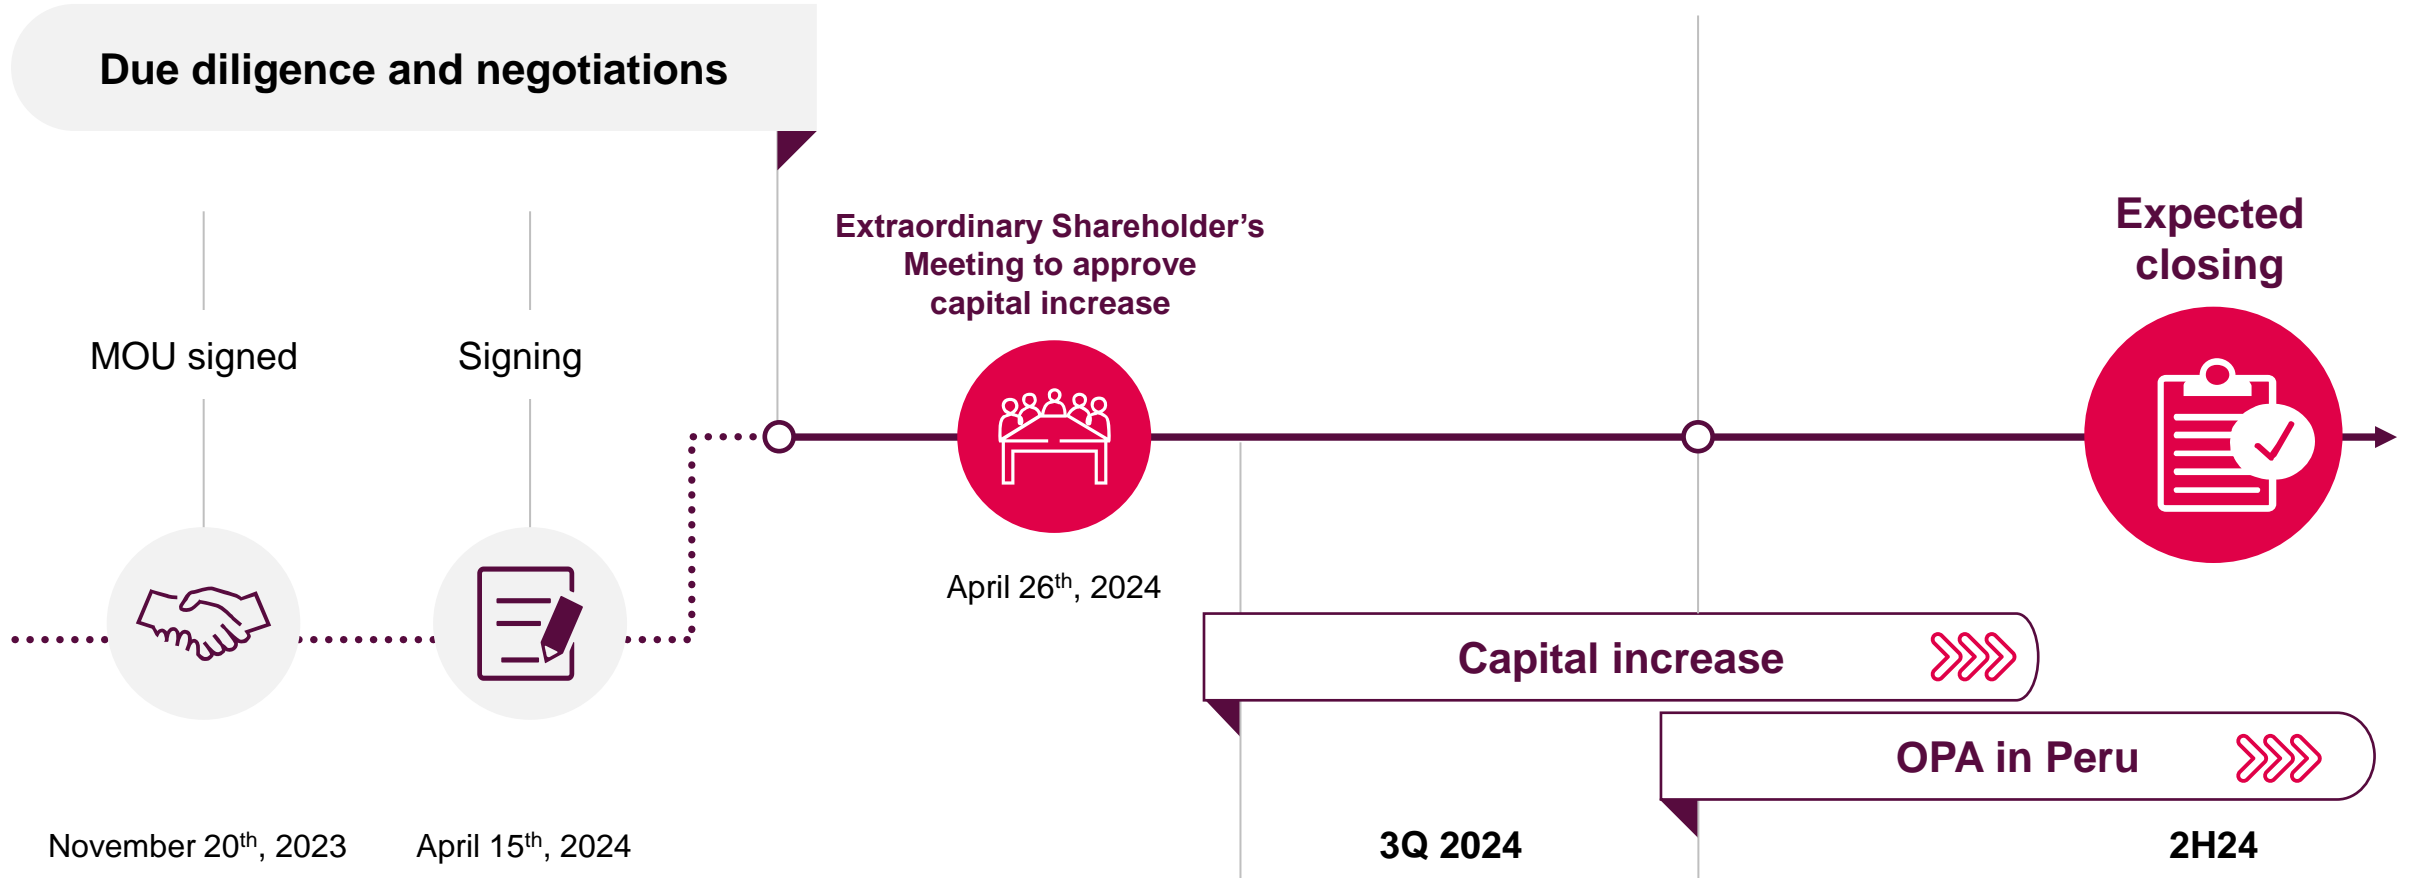 Due diligence and negotiations
MOU signed
Signing
November 20th, 2023
April 15th, 2024
Extraordinary Shareholder’s
Meeting to approve
capital increase
April 26th, 2024
Expected
closing
Capital increase
OPA in Peru
3Q 2024
2H24